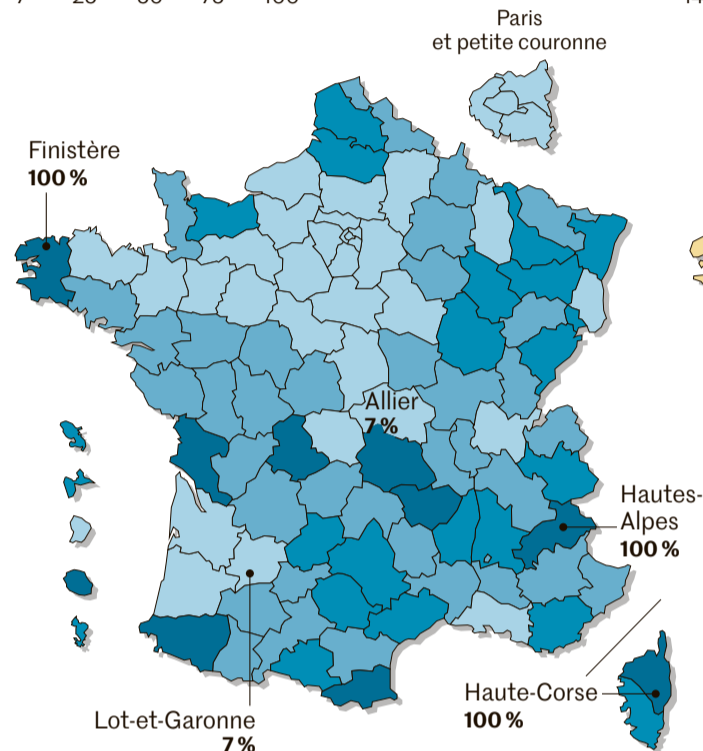 Paris
et petite couronne
Finistère
100 %
Allier
7 %
Hautes-
Alpes
100 %
Haute-Corse
100 %
Lot-et-Garonne
7 %